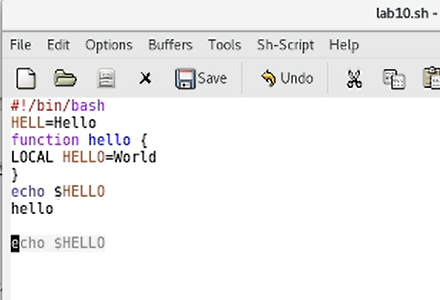 lab10.sh -
File Edit Options Buffers Tools Sh-Script Help
Save Undo
#!/bin/bash
HELL=Hello
function hello {
LOCAL HELLO=World
}
echo $HELLO
hello
echo $HELLO